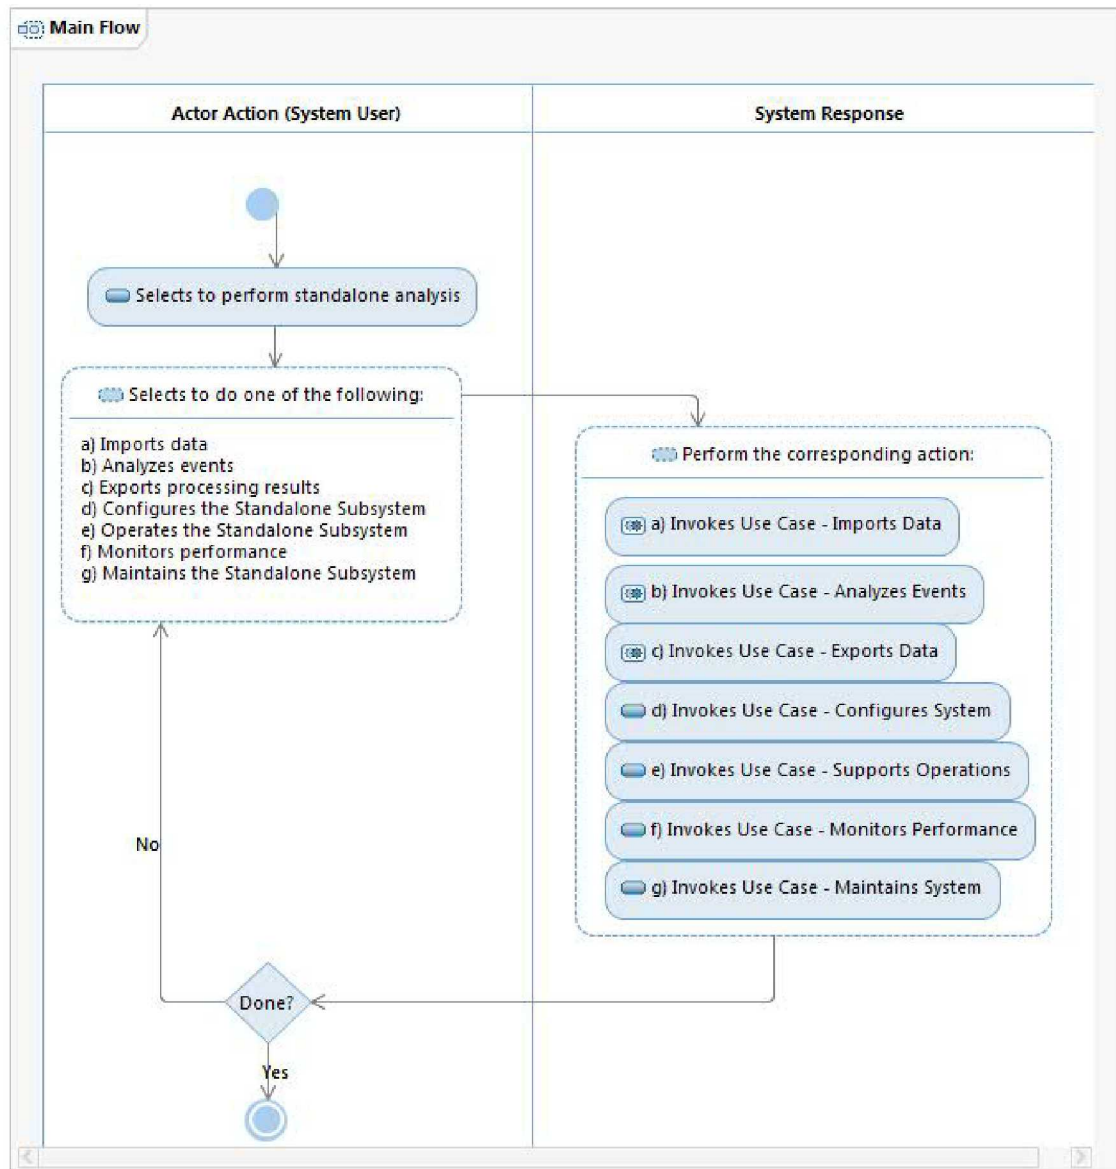 Main Flow
Actor Action (System User)
System Response
Selects to perform standalone analysis
Selects to do one of the following:
a) Imports data
b) Analyzes events
c) Exports processing results
d) Configures the Standalone Subsystem
e) Operates the Standalone Subsystem
f) Monitors performance
g) Maintains the Standalone Subsystem
Perform the corresponding action:
a) Invokes Use Case - Imports Data
b) Invokes Use Case - Analyzes Events
c) Invokes Use Case - Exports Data
d) Invokes Use Case - Configures System
e) Invokes Use Case - Supports Operations
f) Invokes Use Case - Monitors Performance
g) Invokes Use Case - Maintains System
No
Done?
Yes